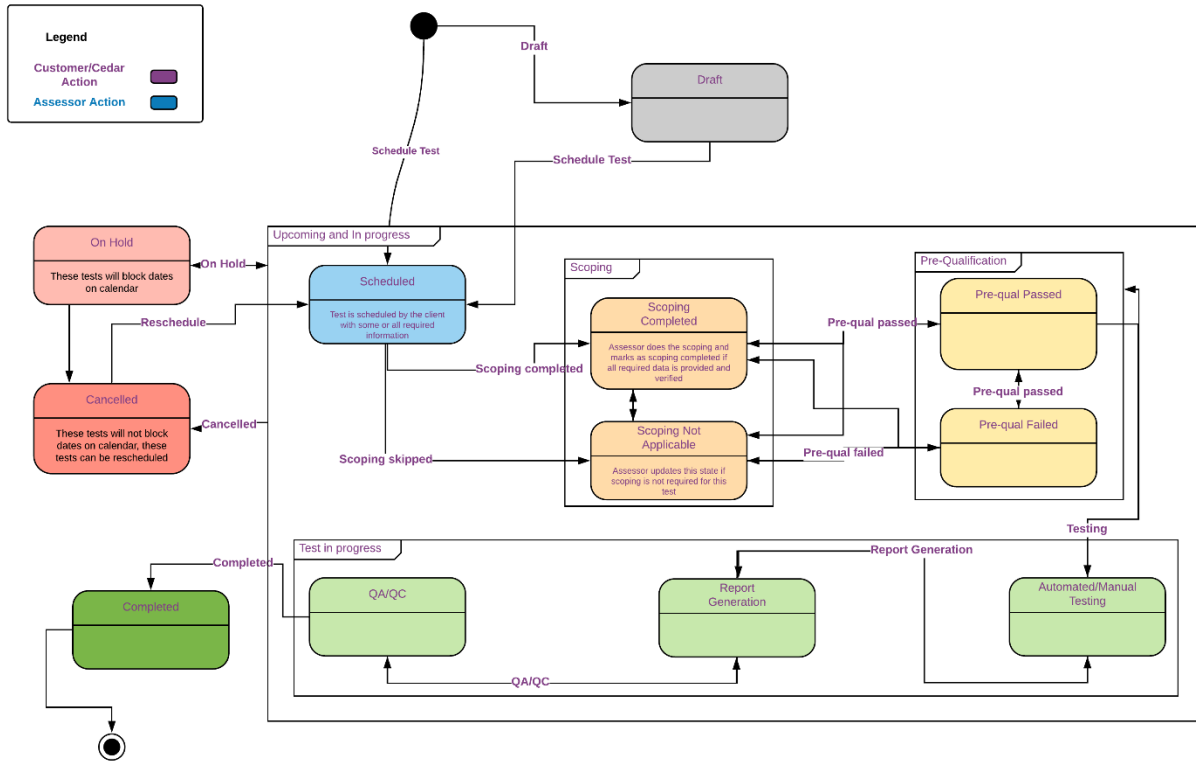 Legend
Customer/Cedar
Action
Assessor Action
Draft
Draft
Schedule Test
Schedule Test
On Hold
These tests will block dates
on calendar
On Hold
Upcoming and In progress
Scheduled
Test is scheduled by the client
with some or all required
information
Reschedule
Cancelled
These tests will not block
dates on calendar, these
tests can be rescheduled
Cancelled
Scoping completed
Scoping skipped
Scoping
Scoping
Completed
Assessor does the scoping and
marks as scoping completed if
all required data is provided and
verified
Scoping Not
Applicable
Assessor updates this state if
scoping is not required for this
test
Pre-qual passed
Pre-qual failed
Pre-Qualification
Pre-qual Passed
Pre-qual passed
Pre-qual Failed
Testing
Test in progress
Completed
Completed
QA/QC
QA/QC
Report
Generation
Report Generation
Automated/Manual
Testing